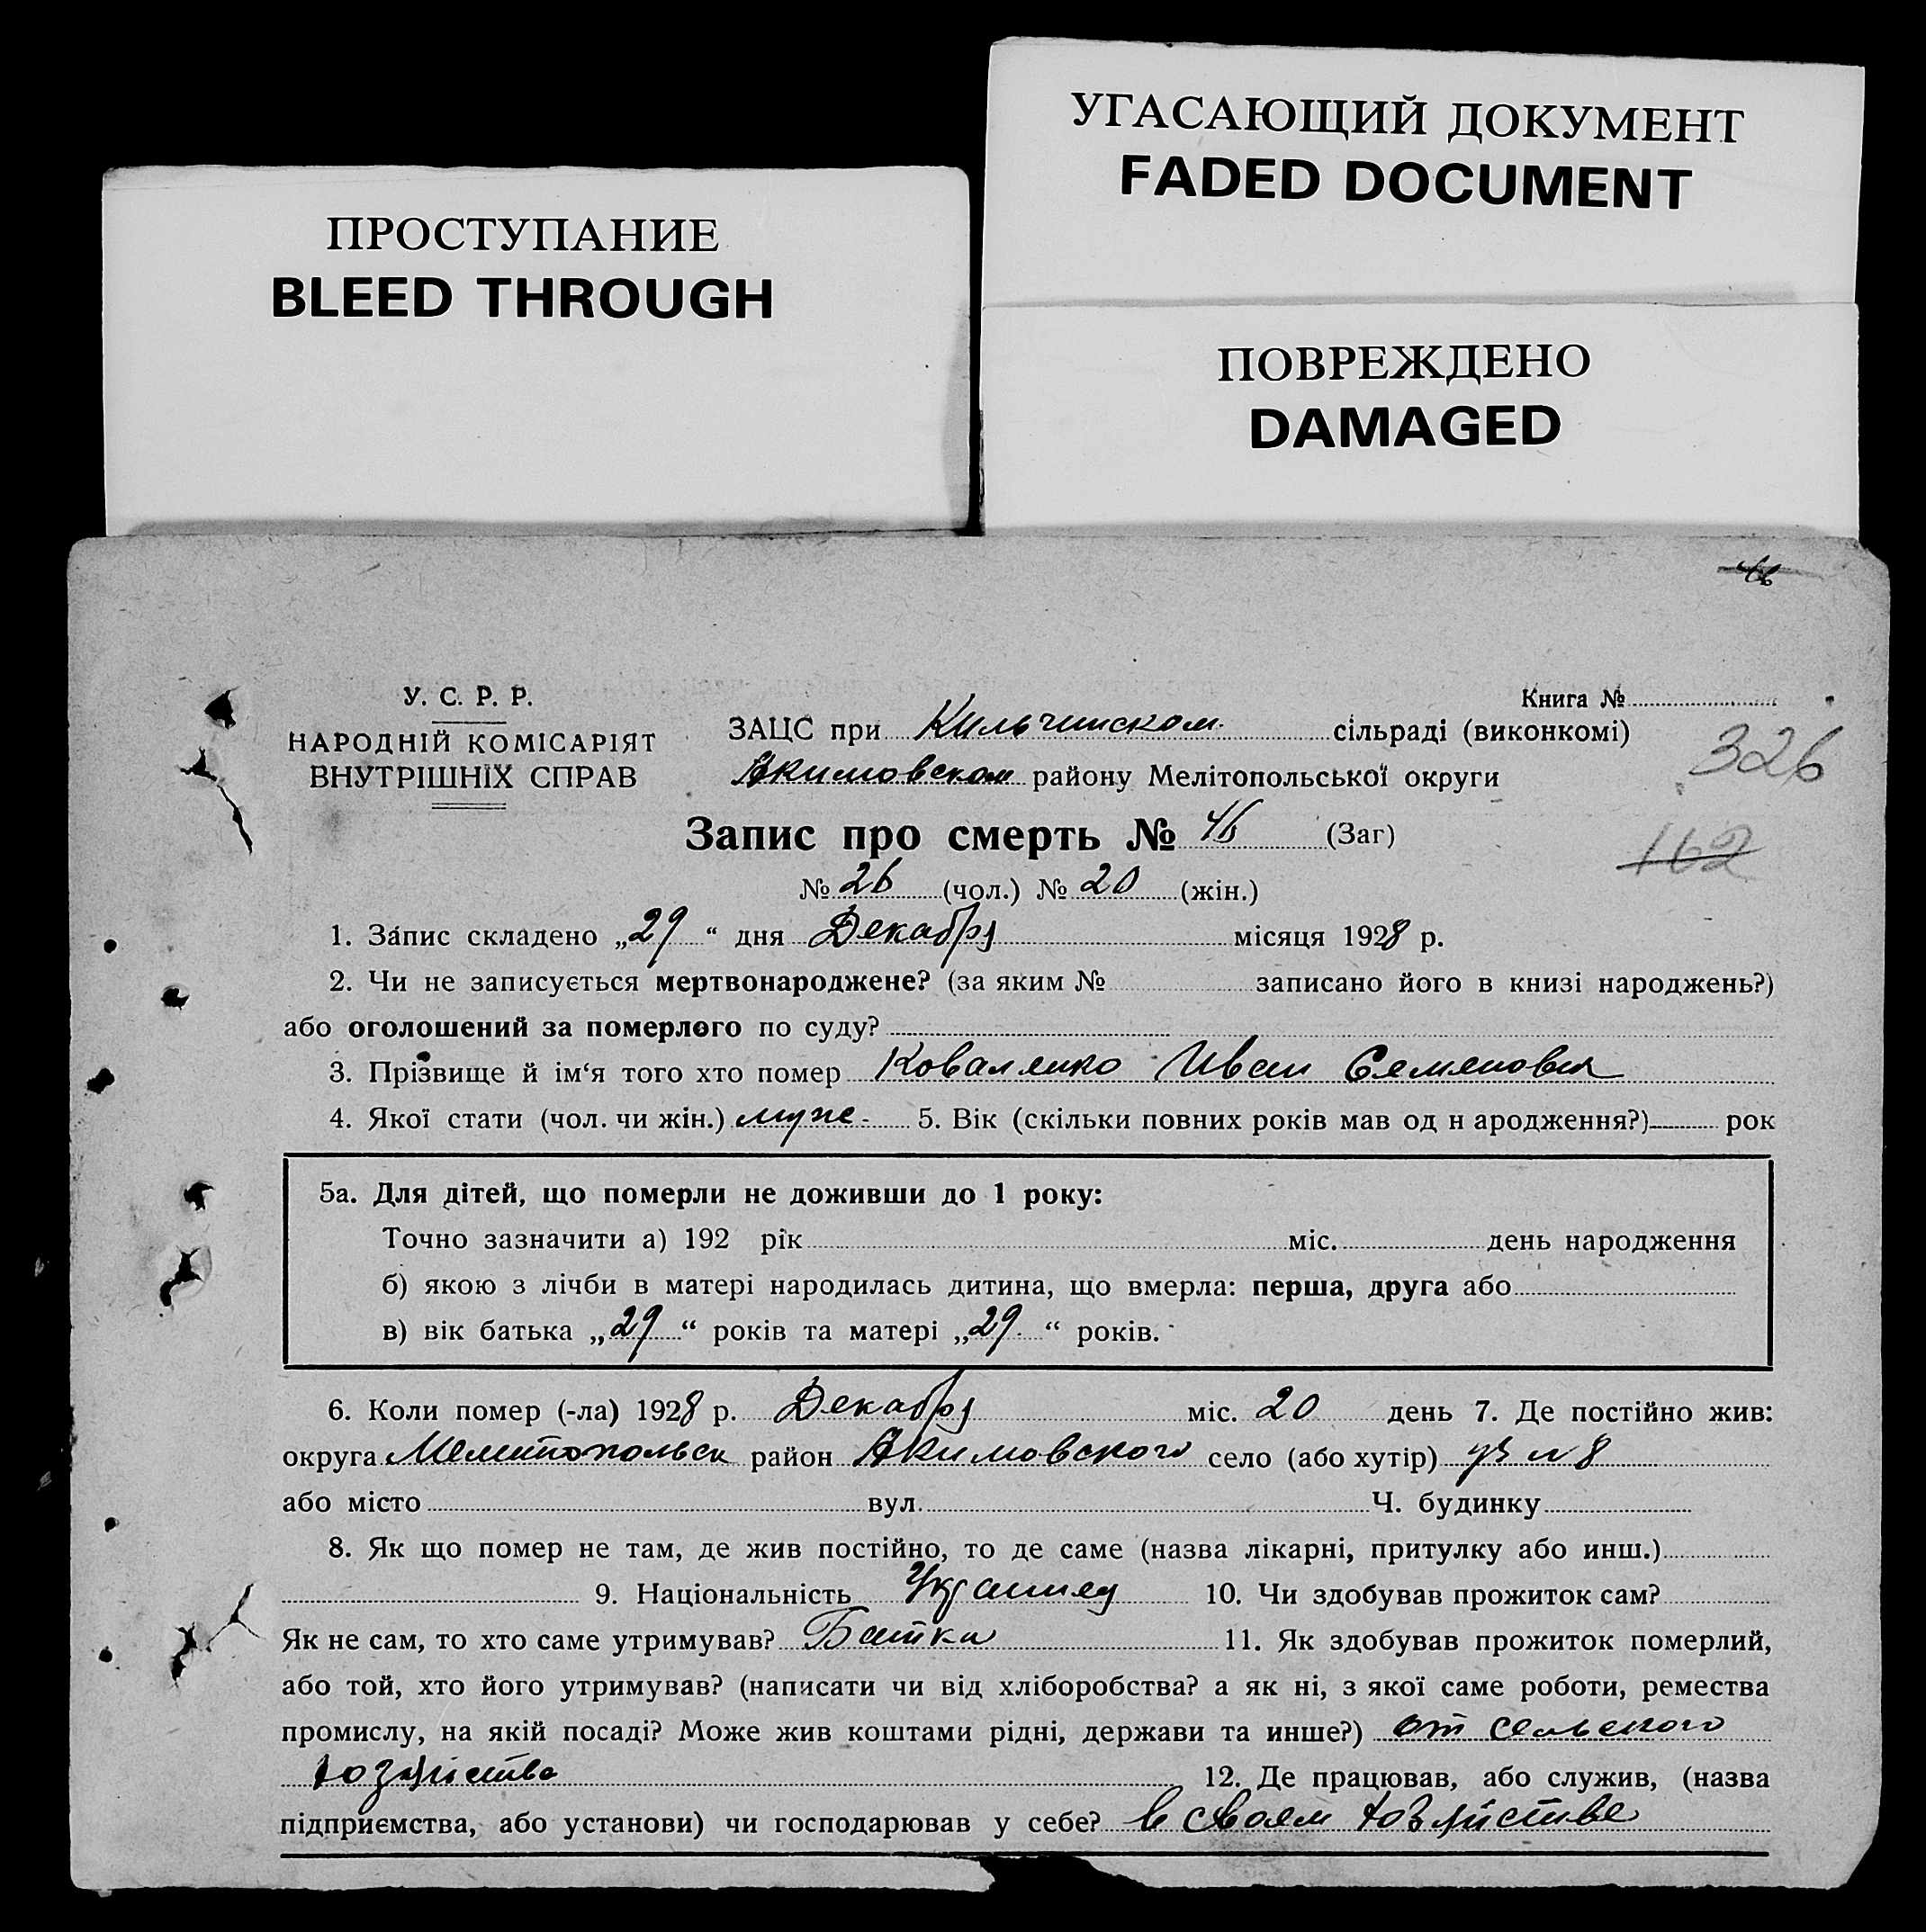 УГАСАЮЩИЙ ДОКУМЕНТ
FADED DOCUMENT
ПРОСТУПАНИЕ
BLEED THROUGH
ПОВРЕЖДЕНО
DAMAGED
46
У. С. Р. Р.
НАРОДНІЙ КОМІСАРІЯТ
ВНУТРІШНІХ СПРАВ
Книга №
ЗАЦС при Кильчинском сільраді (виконкомі)
326
Акимовском району Мелітопольської округи
Запис про смерть № 46 (Заг)
162
№ 26 (чол.) № 20 (жін.)
1. Запис складено „29“ дня Декабря місяця 1928 р.
2. Чи не записується мертвонароджене? (за яким № записано його в книзі народжень?)
або оголошений за померлого по суду?
3. Прізвище й ім‘я того хто помер Коваленко Иван Семенович
4. Якої стати (чол. чи жін.) муже- 5. Вік (скільки повних років мав од н ародження?) рок
5а. Для дітей, що померли не доживши до 1 року:
Точно зазначити а) 192 рік міс. день народження
б) якою з лічби в матері народилась дитина, що вмерла: перша, друга або
в) вік батька „29“ років та матері „29“ років.
6. Коли помер (-ла) 1928 р. Декабря міс. 20 день 7. Де постійно жив:
округа Мелитопольск район Акимовского село (або хутір) уч № 8
або місто вул. Ч. будинку
8. Як що помер не там, де жив постійно, то де саме (назва лікарні, притулку або инш.)
9. Національність Украинец 10. Чи здобував прожиток сам?
Як не сам, то хто саме утримував? Батька 11. Як здобував прожиток померлий,
або той, хто його утримував? (написати чи від хліборобства? а як ні, з якої саме роботи, ремества
промислу, на якій посаді? Може жив коштами рідні, держави та инше?) от сельского
хозяйства 12. Де працював, або служив, (назва
підприємства, або установи) чи господарював у себе? в своем хозяйстве